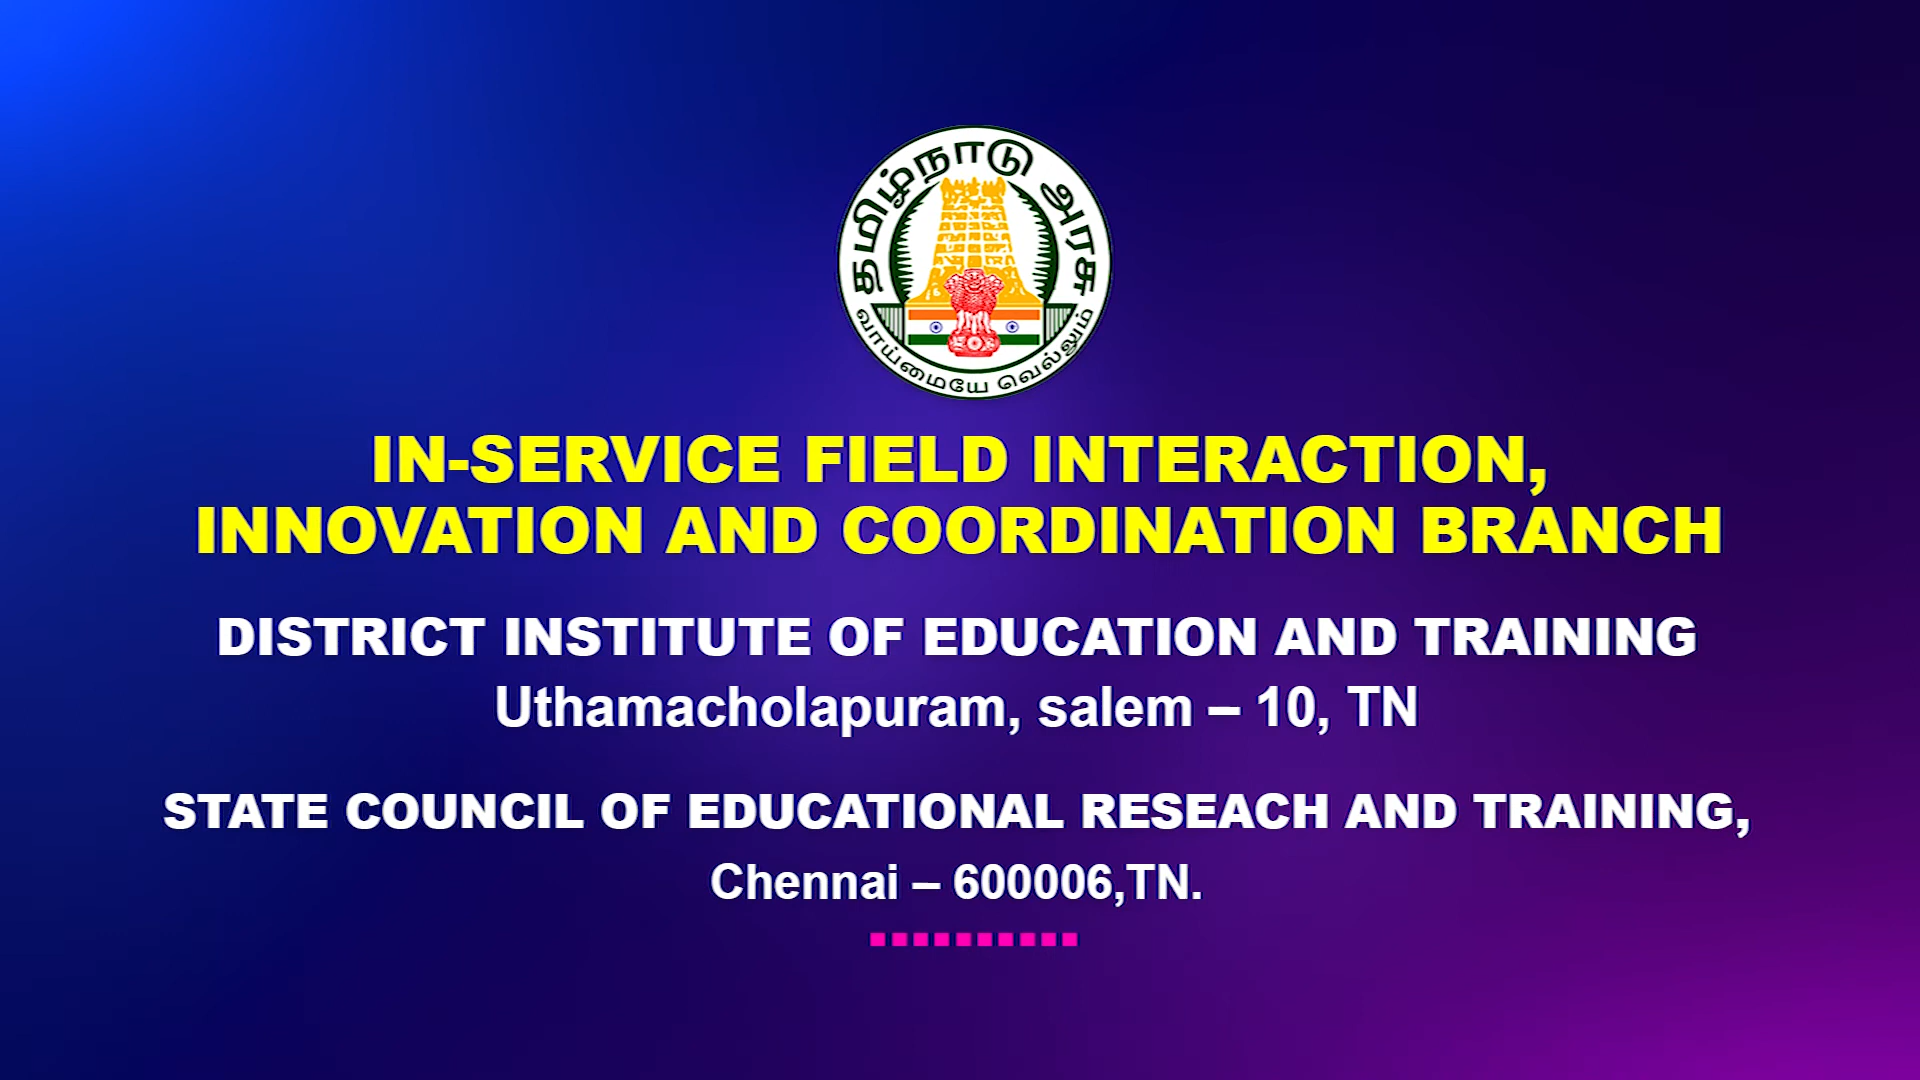 தமிழ்நாடு அரசு
வாய்மையே வெல்லும்
IN-SERVICE FIELD INTERACTION,
INNOVATION AND COORDINATION BRANCH
DISTRICT INSTITUTE OF EDUCATION AND TRAINING
Uthamacholapuram, salem – 10, TN
STATE COUNCIL OF EDUCATIONAL RESEACH AND TRAINING,
Chennai – 600006,TN.